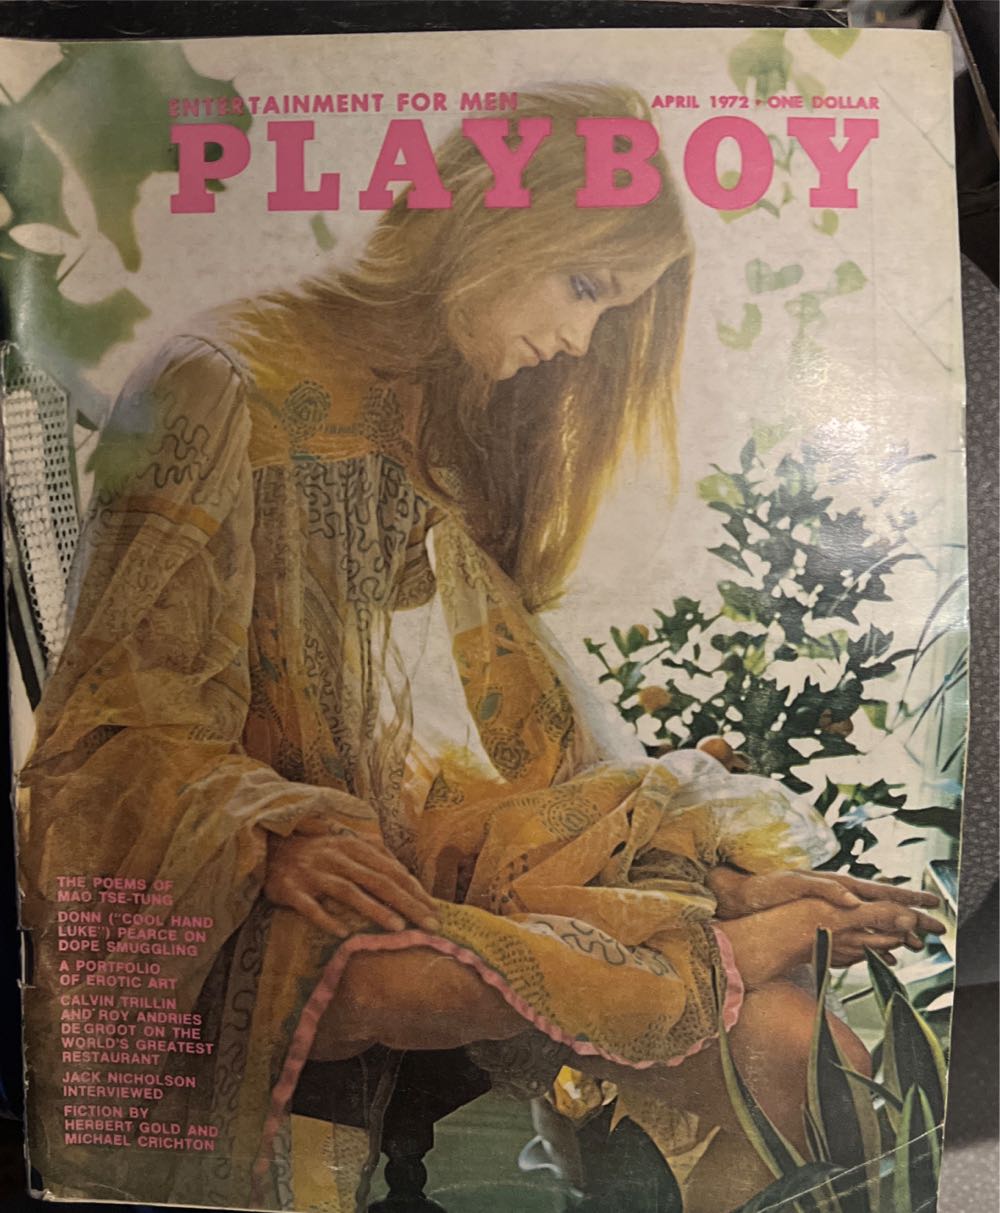 ENTERTAINMENT FOR MEN
APRIL 1972 • ONE DOLLAR
PLAYBOY
THE POEMS OF
MAO TSE-TUNG
DONN ("COOL HAND
LUKE") PEARCE ON
DOPE SMUGGLING
A PORTFOLIO
OF EROTIC ART
CALVIN TRILLIN
AND ROY ANDRIES
DE GROOT ON THE
WORLD'S GREATEST
RESTAURANT
JACK NICHOLSON
INTERVIEWED
FICTION BY
HERBERT GOLD AND
MICHAEL CRICHTON